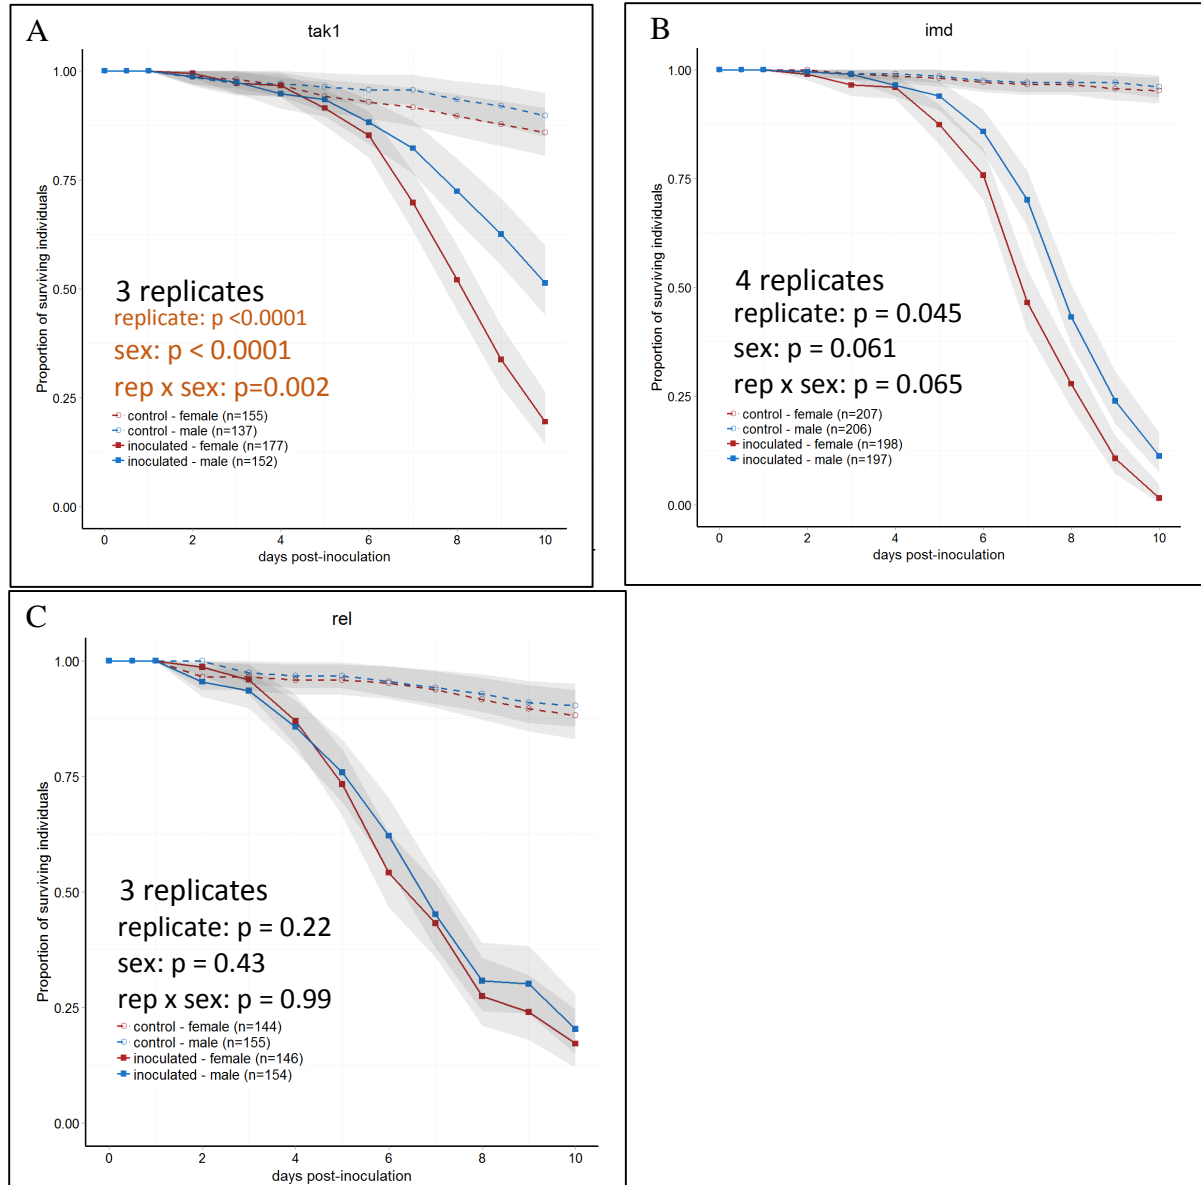 A
tak1
1.00
0.75
0.50
0.25
0.00
Proportion of surviving individuals
3 replicates
replicate: p <0.0001
sex: p < 0.0001
rep x sex: p=0.002
control - female (n=155)
control - male (n=137)
inoculated - female (n=177)
inoculated - male (n=152)
0 2 4 6 8 10
days post-inoculation
B
imd
1.00
0.75
0.50
0.25
0.00
Proportion of surviving individuals
4 replicates
replicate: p = 0.045
sex: p = 0.061
rep x sex: p = 0.065
control - female (n=207)
control - male (n=206)
inoculated - female (n=198)
inoculated - male (n=197)
0 2 4 6 8 10
days post-inoculation
C
rel
1.00
0.75
0.50
0.25
0.00
Proportion of surviving individuals
3 replicates
replicate: p = 0.22
sex: p = 0.43
rep x sex: p = 0.99
control - female (n=144)
control - male (n=155)
inoculated - female (n=146)
inoculated - male (n=154)
0 2 4 6 8 10
days post-inoculation